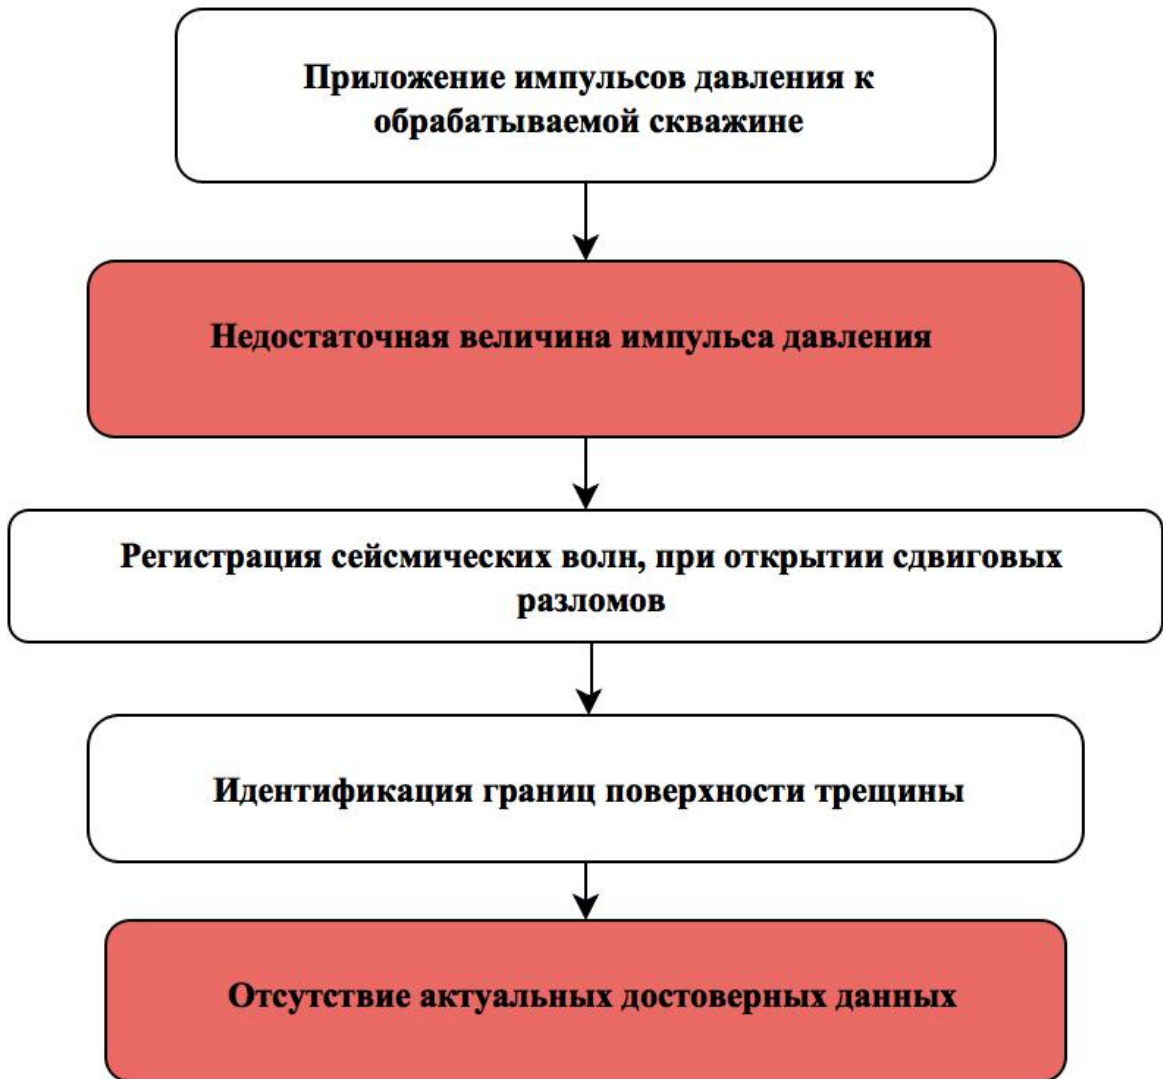 Приложение импульсов давления к
обрабатываемой скважине
Недостаточная величина импульса давления
Регистрация сейсмических волн, при открытии сдвиговых
разломов
Идентификация границ поверхности трещины
Отсутствие актуальных достоверных данных